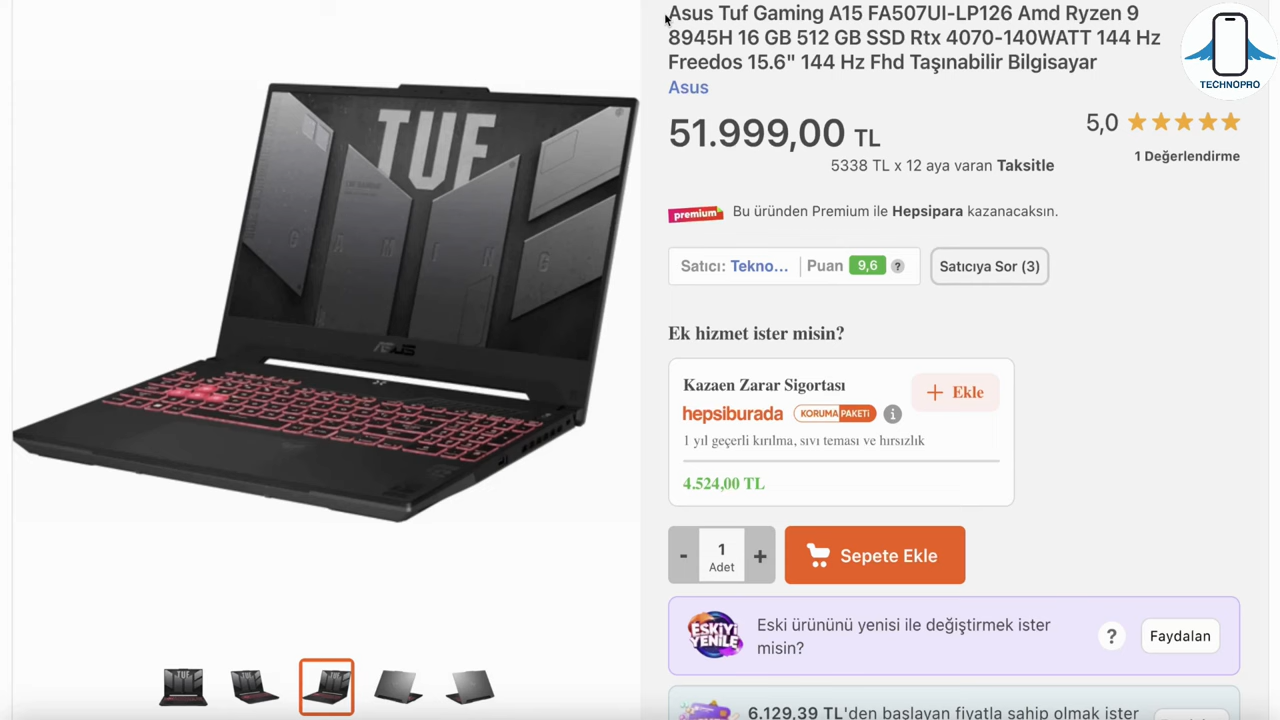 Asus Tuf Gaming A15 FA507UI-LP126 Amd Ryzen 9
8945H 16 GB 512 GB SSD Rtx 4070-140WATT 144 Hz
Freedos 15.6" 144 Hz Fhd Taşınabilir Bilgisayar
Asus
TECHNOPRO
51.999,00 TL
5,0
1 Değerlendirme
5338 TL x 12 aya varan Taksitle
premium
Bu üründen Premium ile Hepsipara kazanacaksın.
Satıcı: Tekno... Puan 9,6 ?
Satıcıya Sor (3)
Ek hizmet ister misin?
Kazaen Zarar Sigortası
+ Ekle
hepsiburada KORUMA PAKETİ i
1 yıl geçerli kırılma, sıvı teması ve hırsızlık
4.524,00 TL
- 1 +
Adet
Sepete Ekle
ESKİYİ
YENİLE
Eski ürününü yenisi ile değiştirmek ister
misin?
?
Faydalan
6.129,39 TL'den başlayan fiyatla sahip olmak ister
TUF
GAMING
ASUS
TUF
TUF
TUF